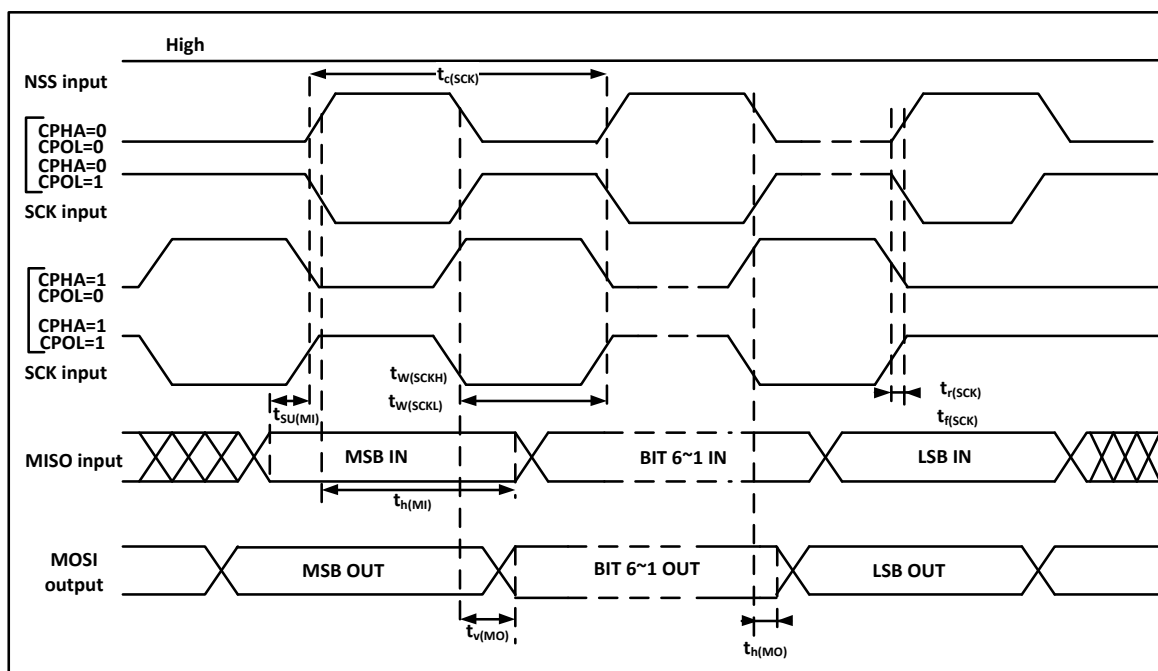 High
NSS input
tc(SCK)
CPHA=0
CPOL=0
CPHA=0
CPOL=1
SCK input
CPHA=1
CPOL=0
CPHA=1
CPOL=1
SCK input
tW(SCKH)
tW(SCKL)
tr(SCK)
tf(SCK)
tSU(MI)
MISO input
MSB IN
BIT 6~1 IN
LSB IN
th(MI)
MOSI
output
MSB OUT
BIT 6~1 OUT
LSB OUT
tv(MO)
th(MO)